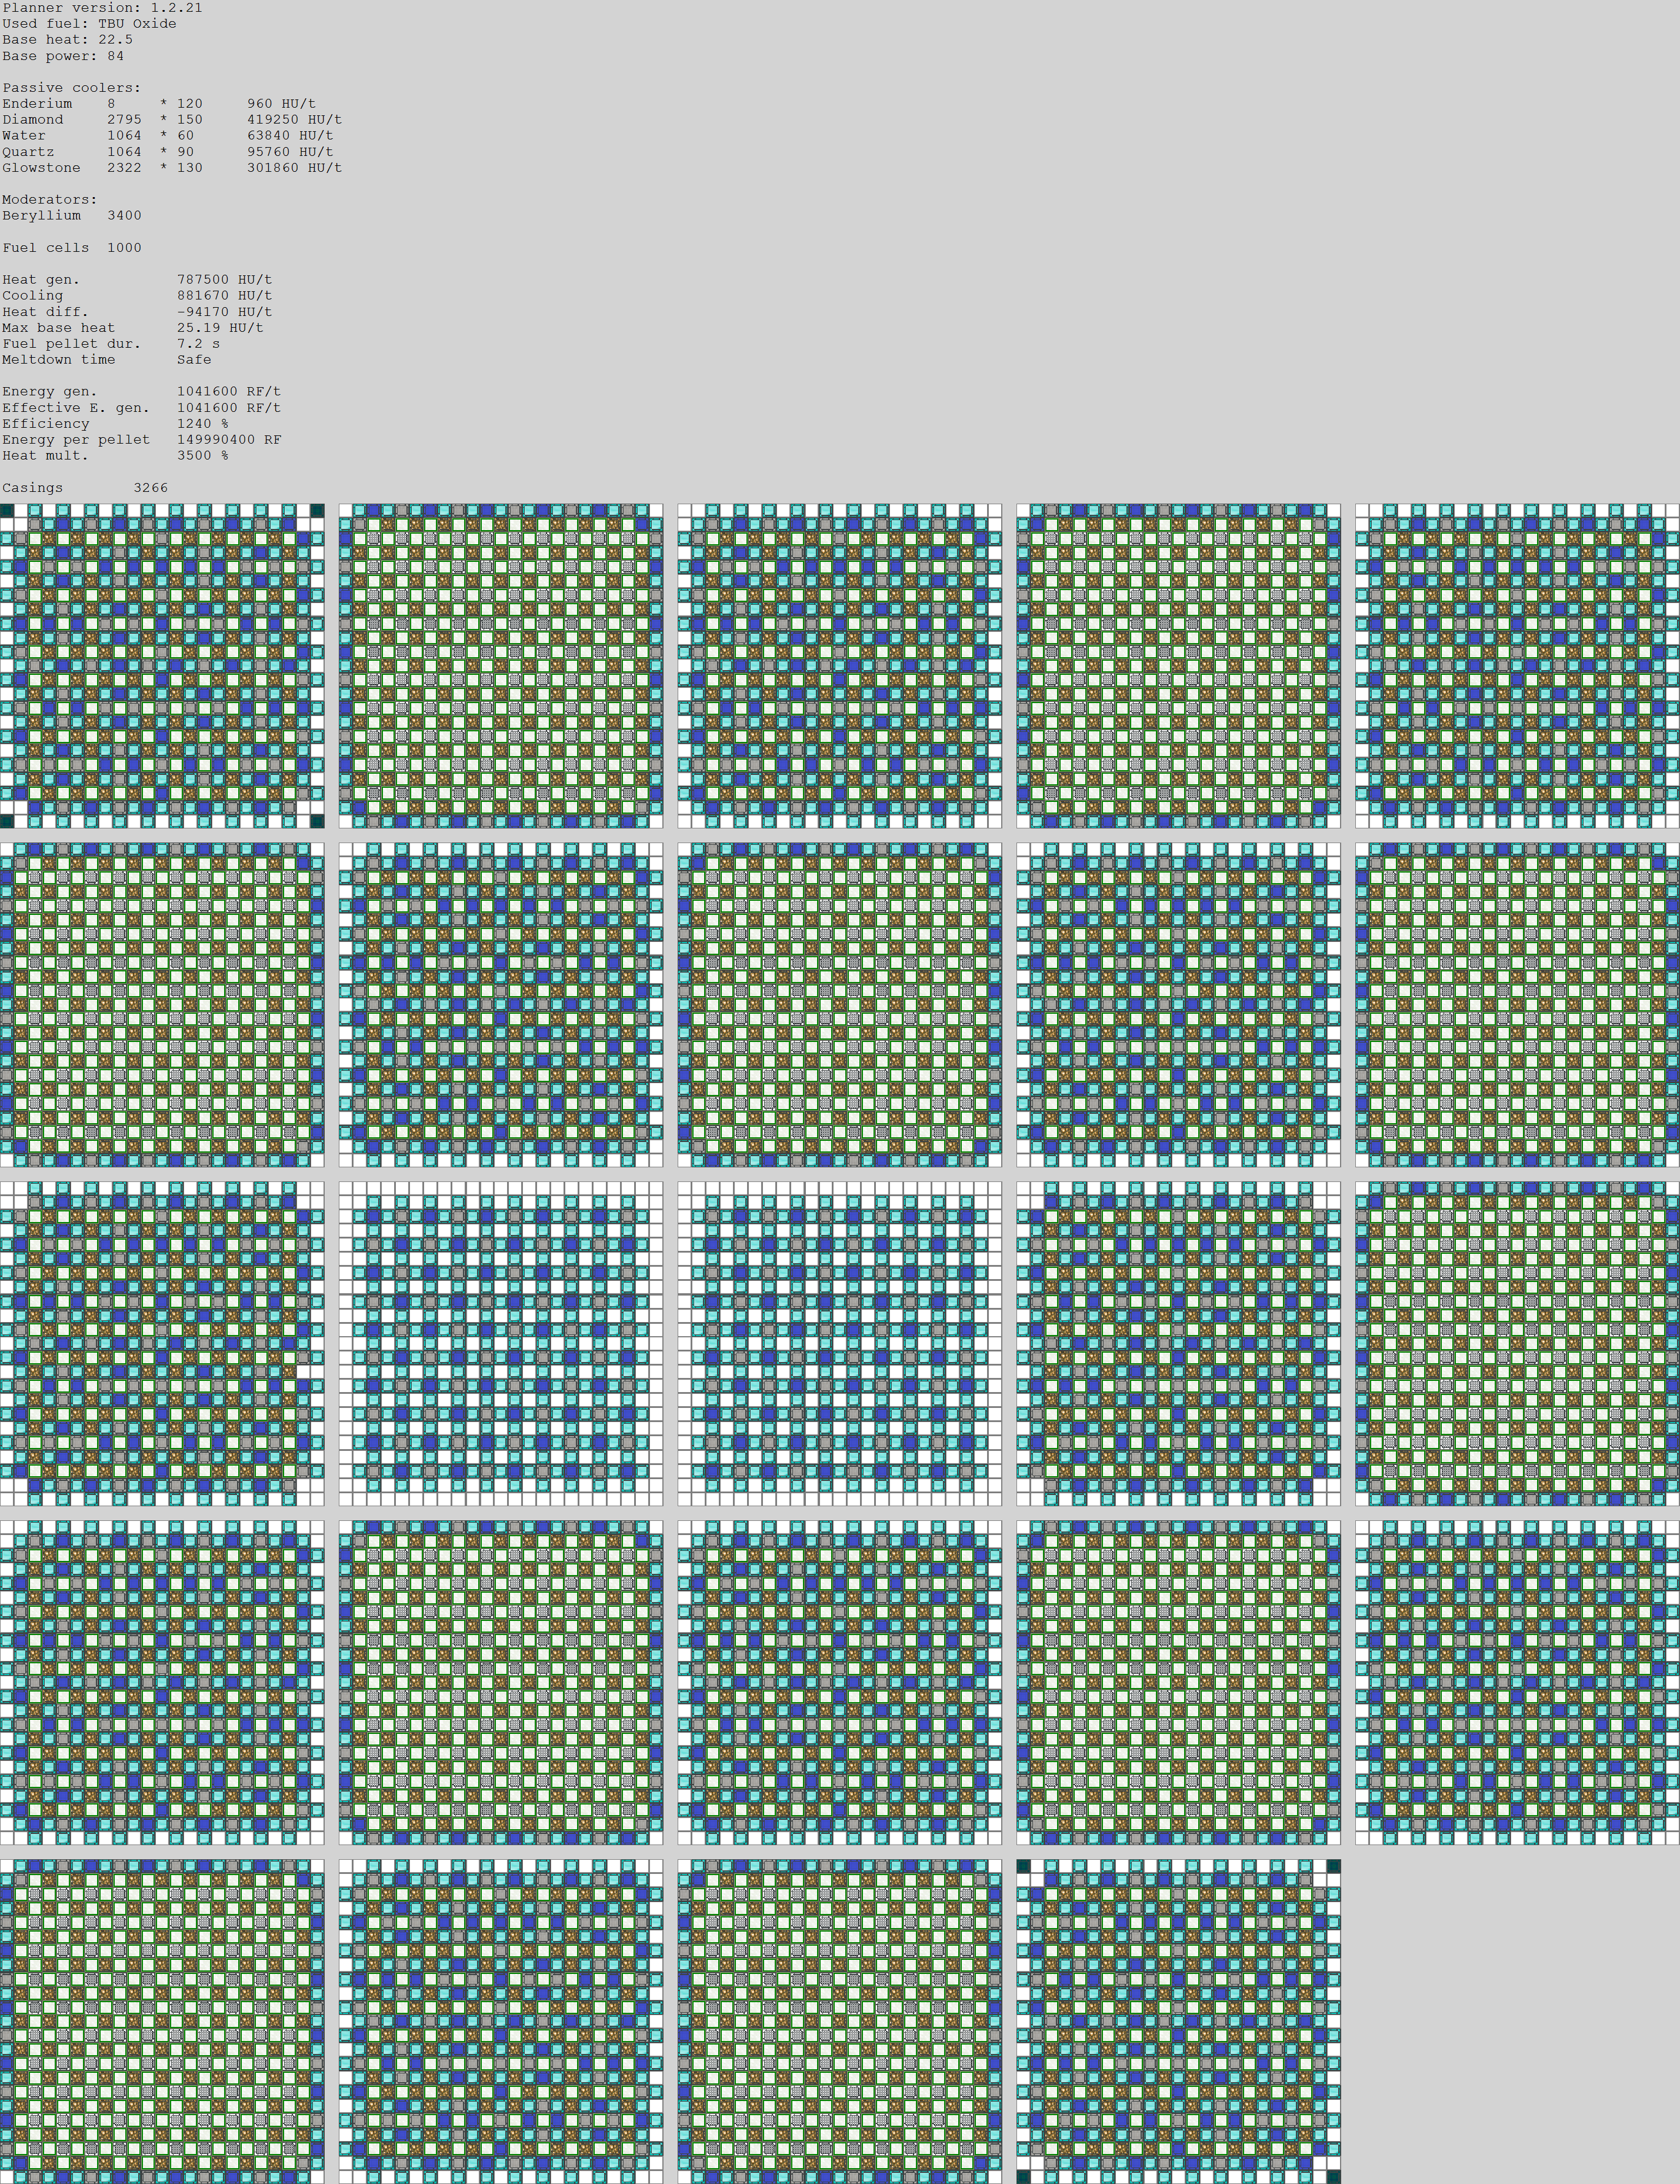 Planner version: 1.2.21
Used fuel: TBU Oxide
Base heat: 22.5
Base power: 84
Passive coolers:
Enderium 8 * 120 960 HU/t
Diamond 2795 * 150 419250 HU/t
Water 1064 * 60 63840 HU/t
Quartz 1064 * 90 95760 HU/t
Glowstone 2322 * 130 301860 HU/t
Moderators:
Beryllium 3400
Fuel cells 1000
Heat gen. 787500 HU/t
Cooling 881670 HU/t
Heat diff. -94170 HU/t
Max base heat 25.19 HU/t
Fuel pellet dur. 7.2 s
Meltdown time Safe
Energy gen. 1041600 RF/t
Effective E. gen. 1041600 RF/t
Efficiency 1240 %
Energy per pellet 149990400 RF
Heat mult. 3500 %
Casings 3266